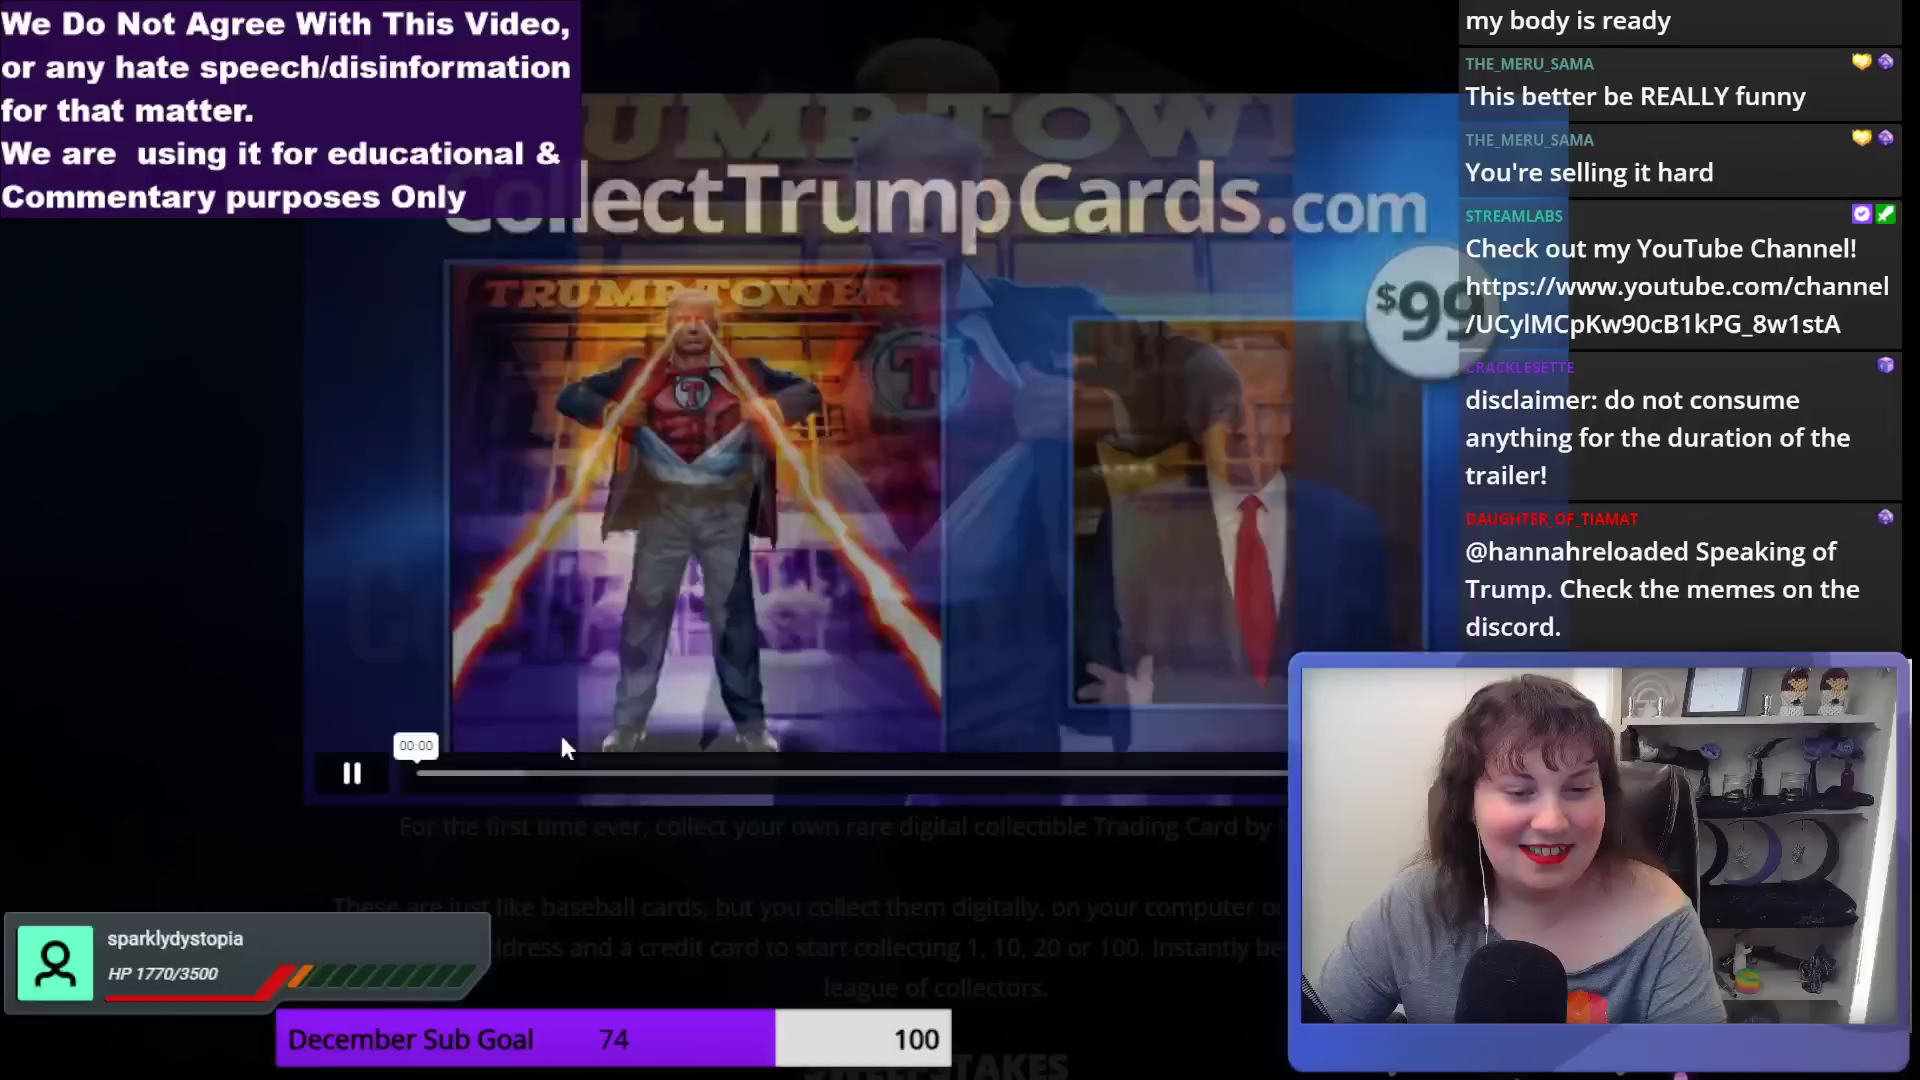 We Do Not Agree With This Video,
or any hate speech/disinformation
for that matter.
We are using it for educational &
Commentary purposes Only
UMP TOW
CollectTrumpCards.com
$99
TRUMP TOWER
T
T
00:00
For the first time ever, collect your own rare digital collectible Trading Card by
These are just like baseball cards, but you collect them digitally, on your computer or
ddress and a credit card to start collecting 1, 10, 20 or 100. Instantly be
league of collectors.
SWEEPSTAKES
sparklydystopia
HP 1770/3500
December Sub Goal 74 100
my body is ready
THE_MERU_SAMA
This better be REALLY funny
THE_MERU_SAMA
You're selling it hard
STREAMLABS
Check out my YouTube Channel!
https://www.youtube.com/channel
/UCylMCpKw90cB1kPG_8w1stA
CRACKLESETTE
disclaimer: do not consume
anything for the duration of the
trailer!
DAUGHTER_OF_TIAMAT
@hannahreloaded Speaking of
Trump. Check the memes on the
discord.